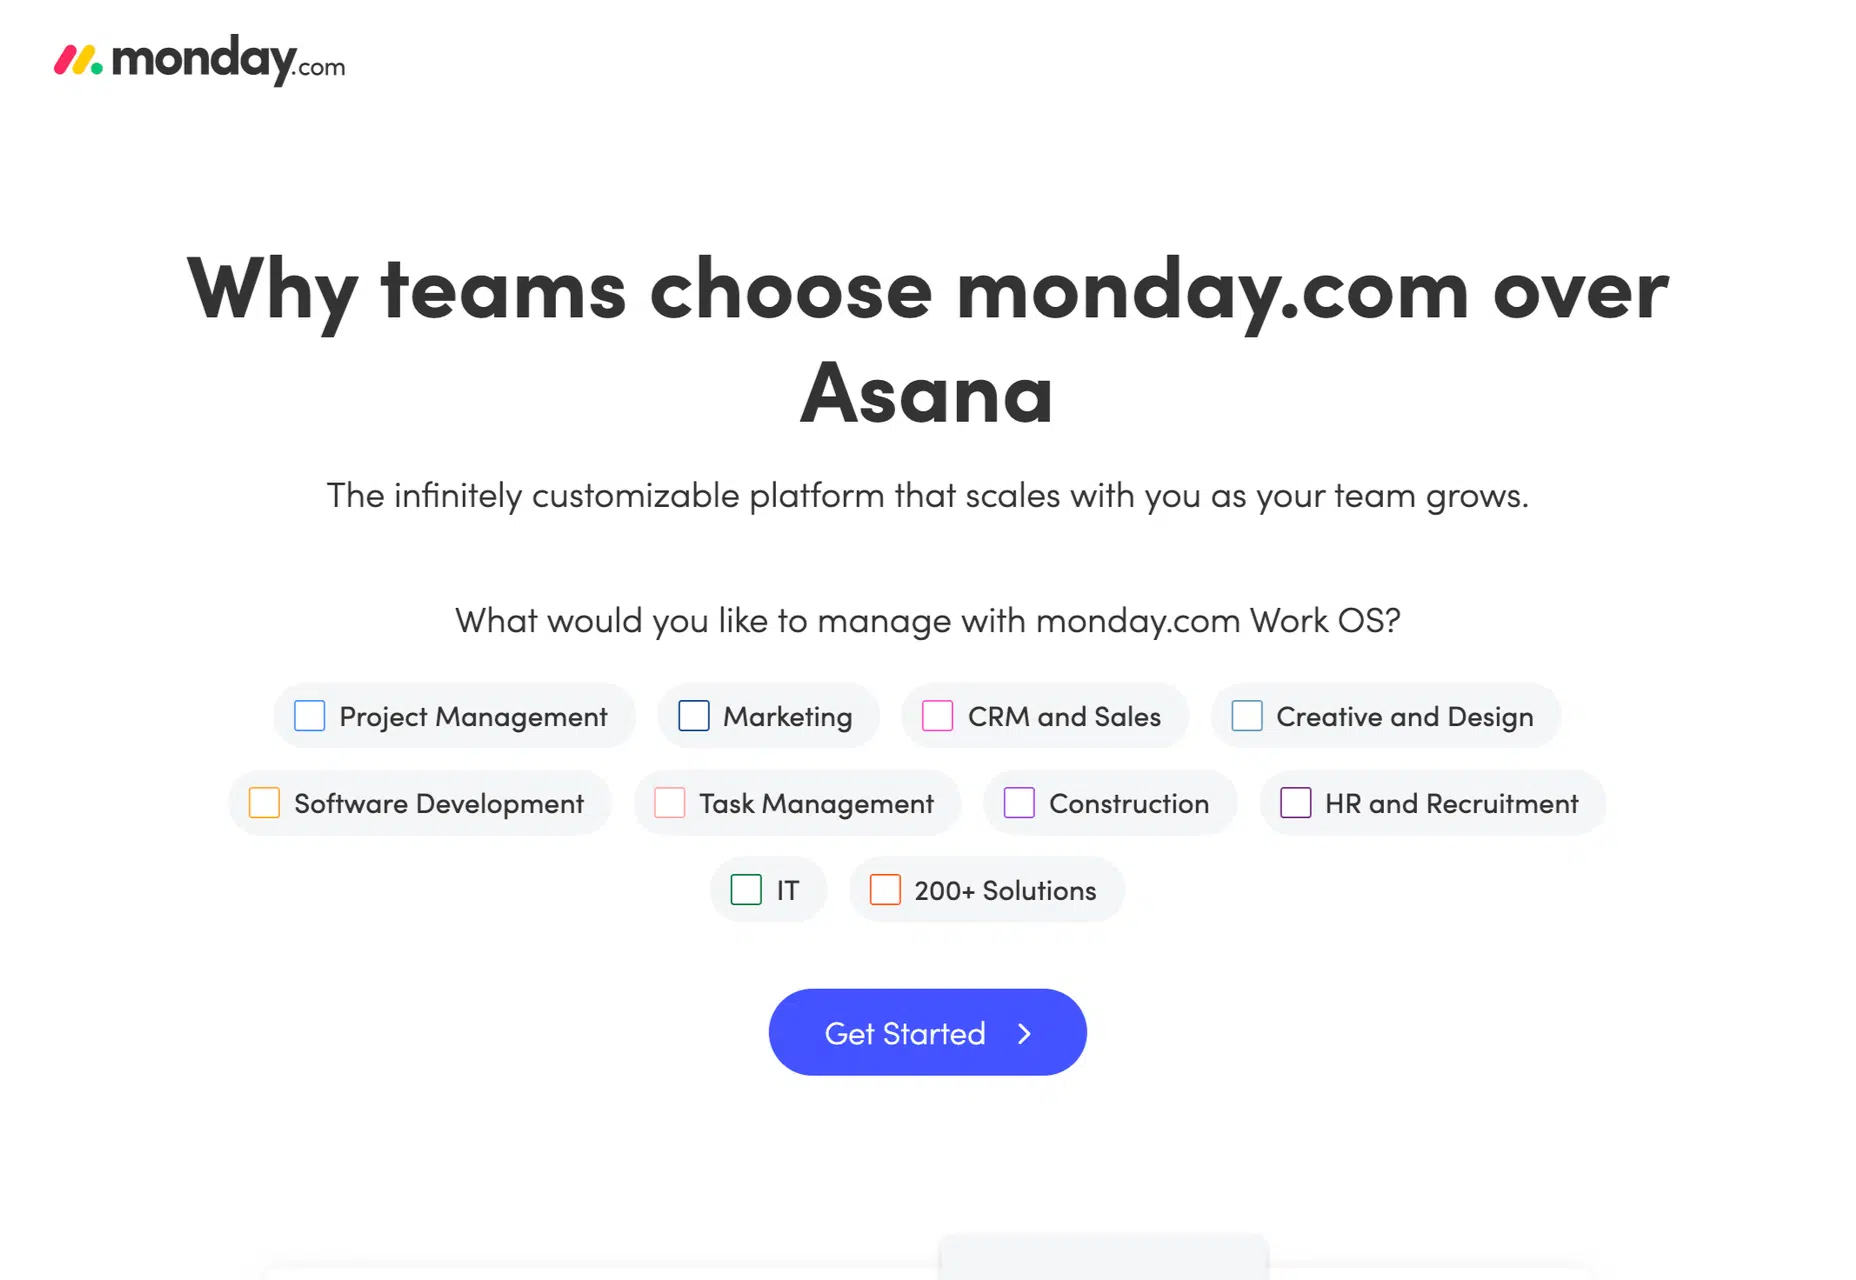 monday.com
Why teams choose monday.com over
Asana
The infinitely customizable platform that scales with you as your team grows.
What would you like to manage with monday.com Work OS?
Project Management Marketing CRM and Sales Creative and Design
Software Development Task Management Construction HR and Recruitment
IT 200+ Solutions
Get Started